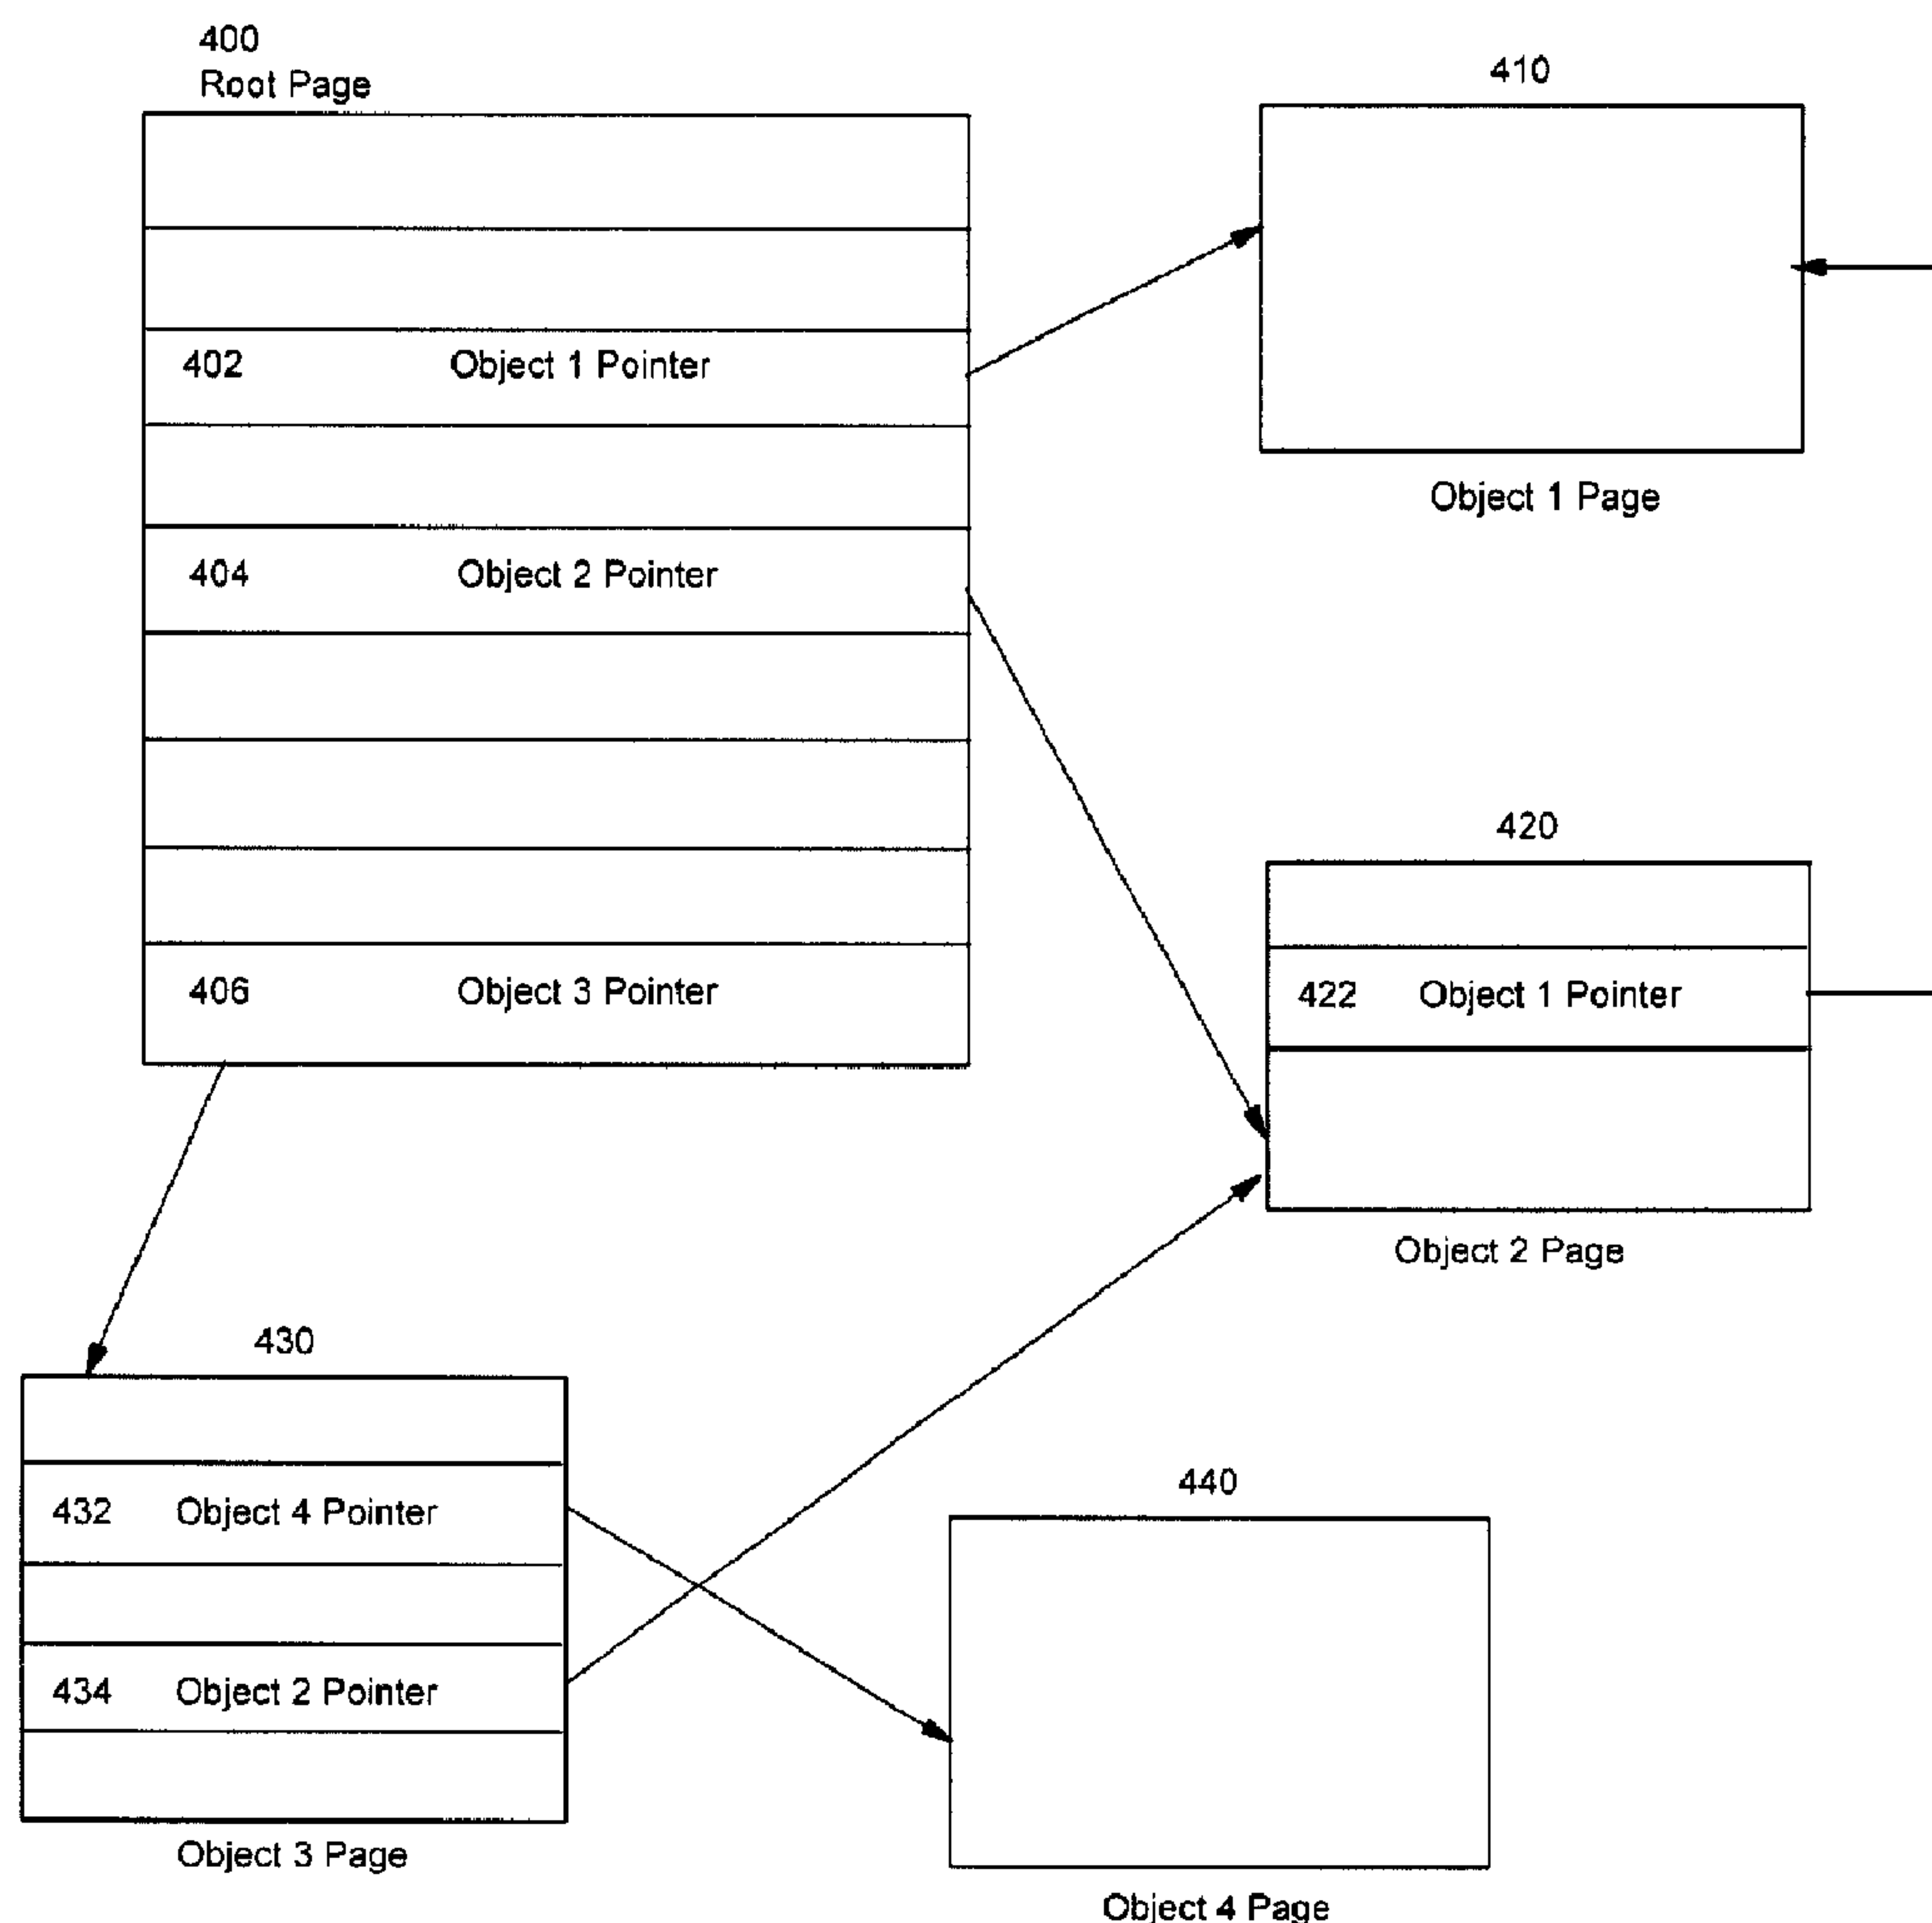 400
Root Page
402 Object 1 Pointer
404 Object 2 Pointer
406 Object 3 Pointer
410
Object 1 Page
420
422 Object 1 Pointer
Object 2 Page
430
432 Object 4 Pointer
434 Object 2 Pointer
Object 3 Page
440
Object 4 Page